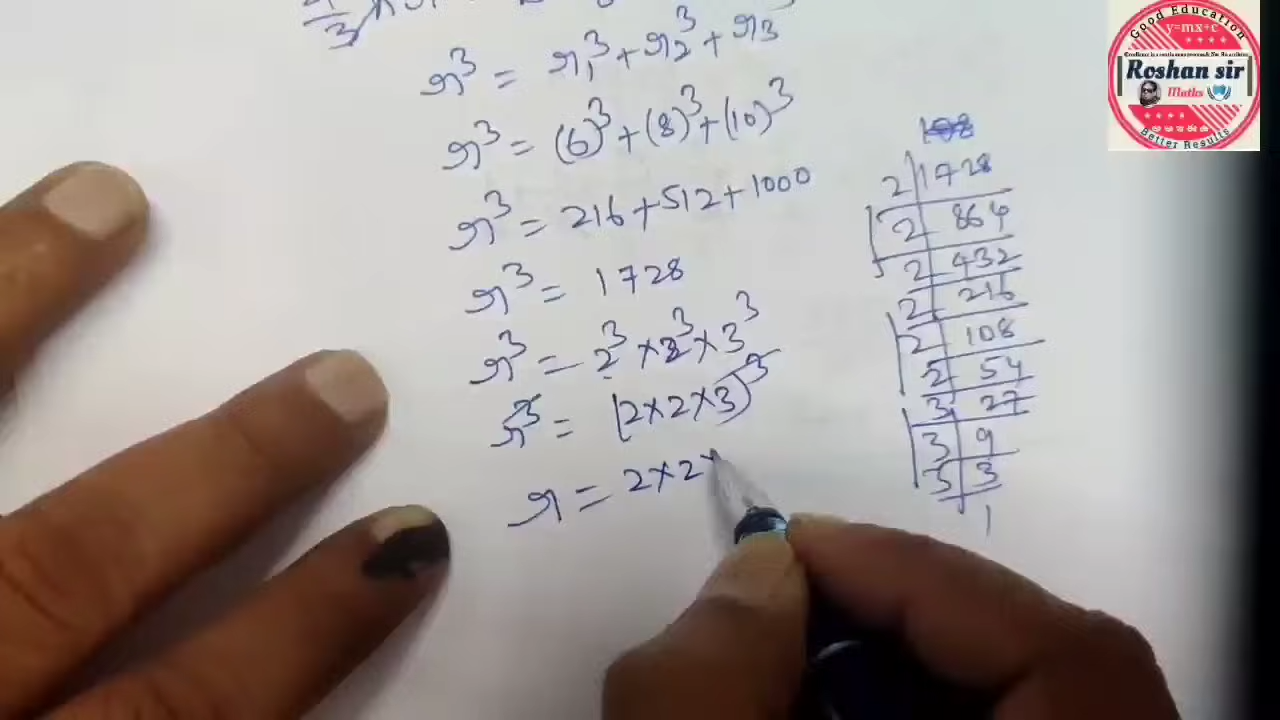 r³ = r₁³ + r₂³ + r₃³
r³ = (6)³ + (8)³ + (10)³
r³ = 216 + 512 + 1000
r³ = 1728
r³ = 2³ × 2³ × 3³
r³ = (2×2×3)³
r = 2×2×
2 1728
2 864
2 432
2 216
2 108
2 54
3 27
3 9
3 3
1
Good Education
y=mx+c
Roshan sir
Maths
Better Results